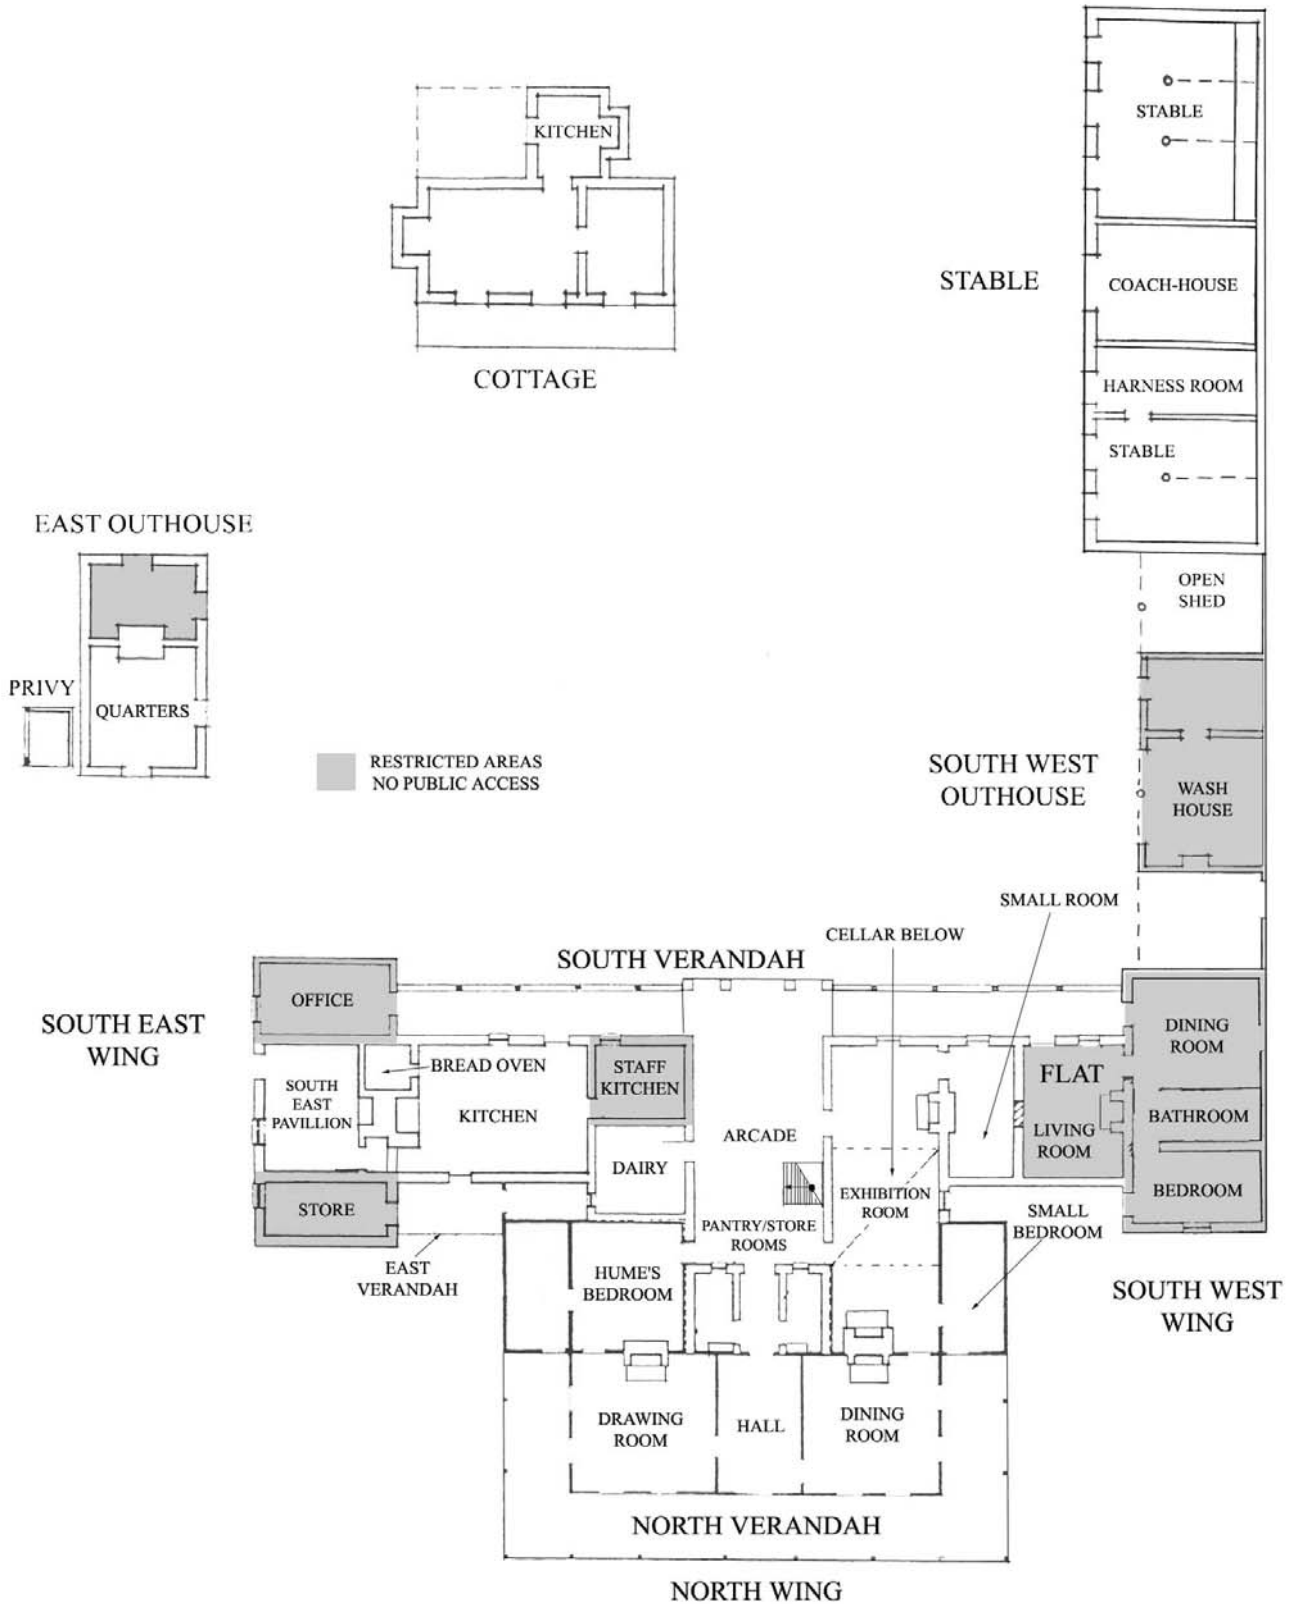 STABLE
KITCHEN
STABLE
COACH-HOUSE
COTTAGE
HARNESS ROOM
STABLE
EAST OUTHOUSE
OPEN
SHED
PRIVY
QUARTERS
RESTRICTED AREAS
NO PUBLIC ACCESS
SOUTH WEST
OUTHOUSE
WASH
HOUSE
SMALL ROOM
CELLAR BELOW
SOUTH VERANDAH
OFFICE
SOUTH EAST
WING
DINING
ROOM
BREAD OVEN
STAFF
KITCHEN
FLAT
SOUTH
EAST
PAVILLION
KITCHEN
ARCADE
LIVING
ROOM
BATHROOM
DAIRY
STORE
EXHIBITION
ROOM
BEDROOM
PANTRY/STORE
ROOMS
SMALL
BEDROOM
EAST
VERANDAH
HUME'S
BEDROOM
SOUTH WEST
WING
DRAWING
ROOM
HALL
DINING
ROOM
NORTH VERANDAH
NORTH WING